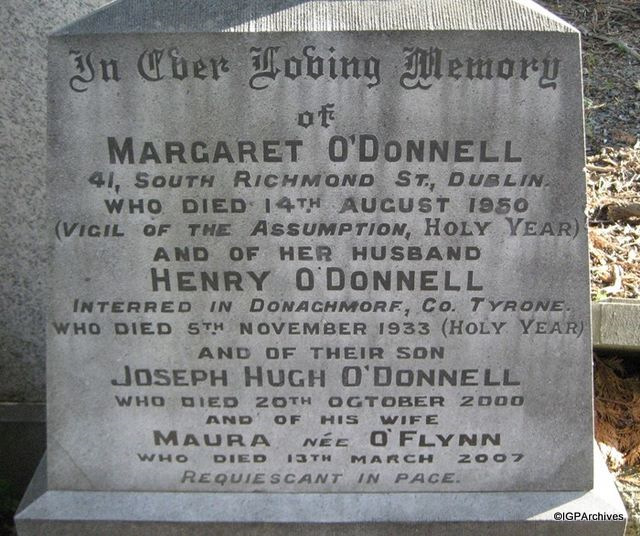 In Ever Loving Memory
of
MARGARET O'DONNELL
41, SOUTH RICHMOND ST., DUBLIN.
WHO DIED 14TH AUGUST 1950
(VIGIL OF THE ASSUMPTION, HOLY YEAR)
AND OF HER HUSBAND
HENRY O'DONNELL
INTERRED IN DONAGHMORE, CO. TYRONE.
WHO DIED 5TH NOVEMBER 1933 (HOLY YEAR)
AND OF THEIR SON
JOSEPH HUGH O'DONNELL
WHO DIED 20TH OCTOBER 2000
AND OF HIS WIFE
MAURA NÉE O'FLYNN
WHO DIED 13TH MARCH 2007
REQUIESCANT IN PACE.
©IGPArchives